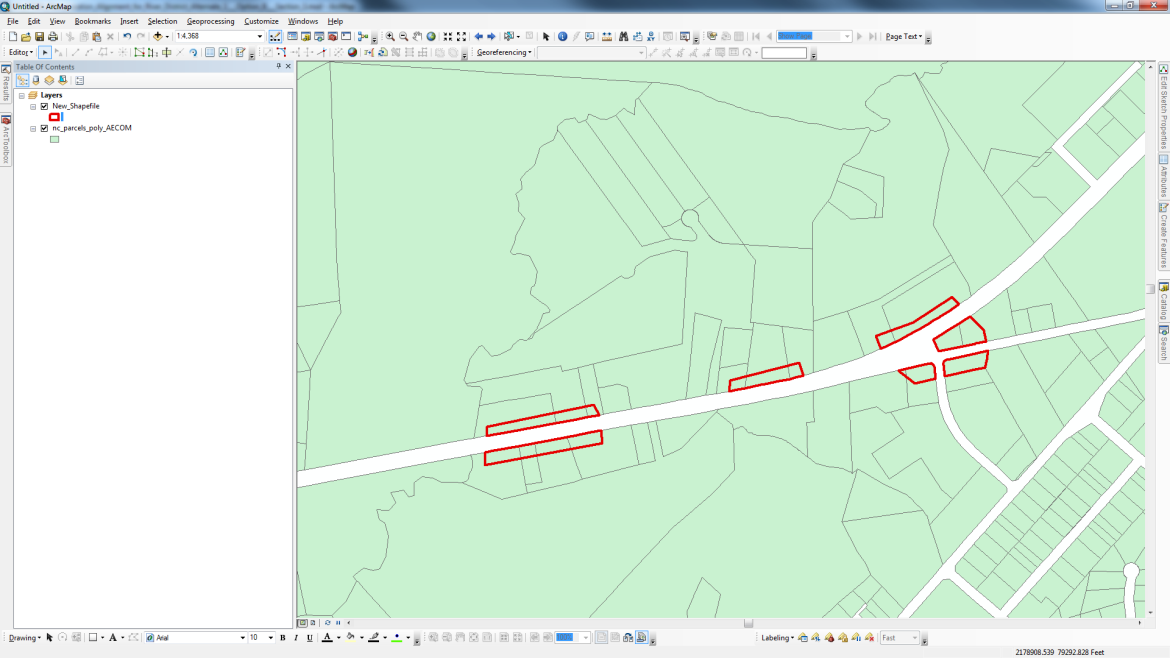 Untitled - ArcMap
File Edit View Bookmarks Insert Selection Geoprocessing Customize Windows Help
1:4,368
Page Text
Editor
Georeferencing
Table Of Contents
Layers
New_Shapefile
nc_parcels_poly_AECOM
Results
ArcToolbox
Edit Sketch Properties
Attributes
Create Features
Catalog
Search
Drawing
A
Arial
10
B I U
A
Labeling
Fast
2178908.539 79292.828 Feet